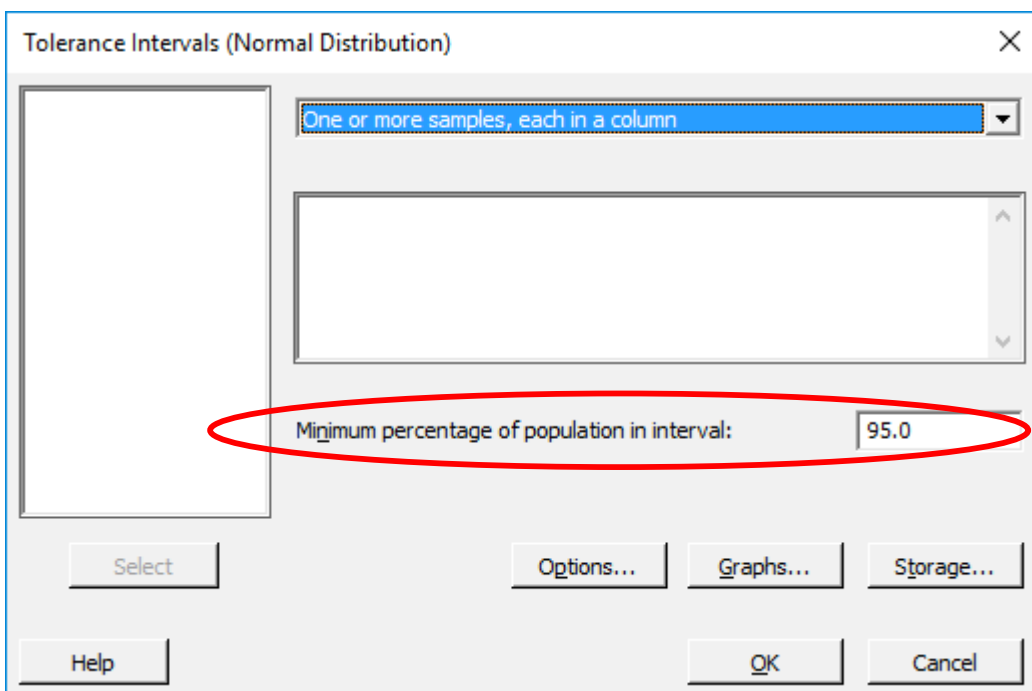 Tolerance Intervals (Normal Distribution)
One or more samples, each in a column
Minimum percentage of population in interval: 95.0
Select Options... Graphs... Storage...
Help OK Cancel